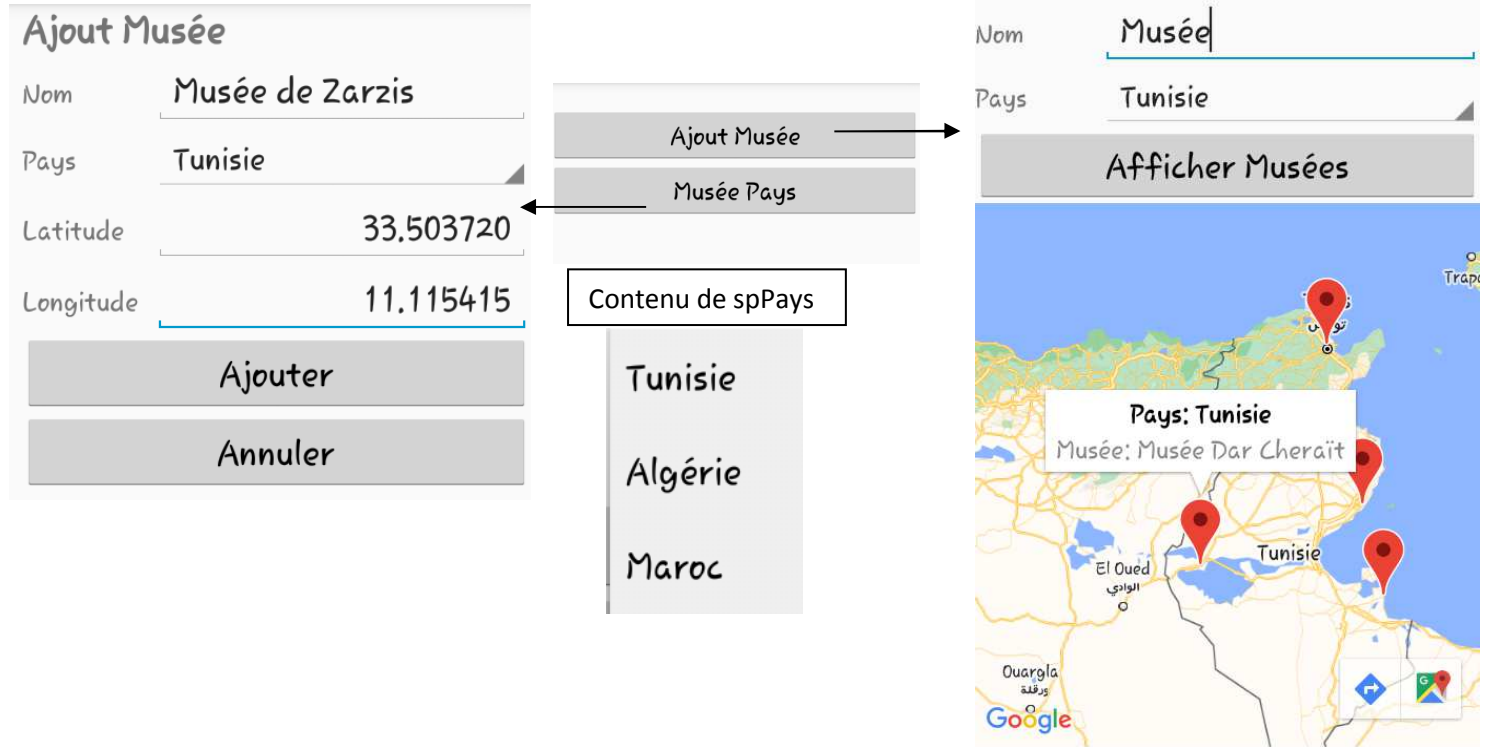 Ajout Musée
Nom Musée de Zarzis
Pays Tunisie
Latitude 33.503720
Longitude 11.115415
Ajouter
Annuler
Ajout Musée
Musée Pays
Contenu de spPays
Tunisie
Algérie
Maroc
Nom Musée
Pays Tunisie
Afficher Musées
تونس
Pays: Tunisie
Musée: Musée Dar Cheraït
Tunisie
El Oued
الوادي
Ouargla
ورقلة
Google